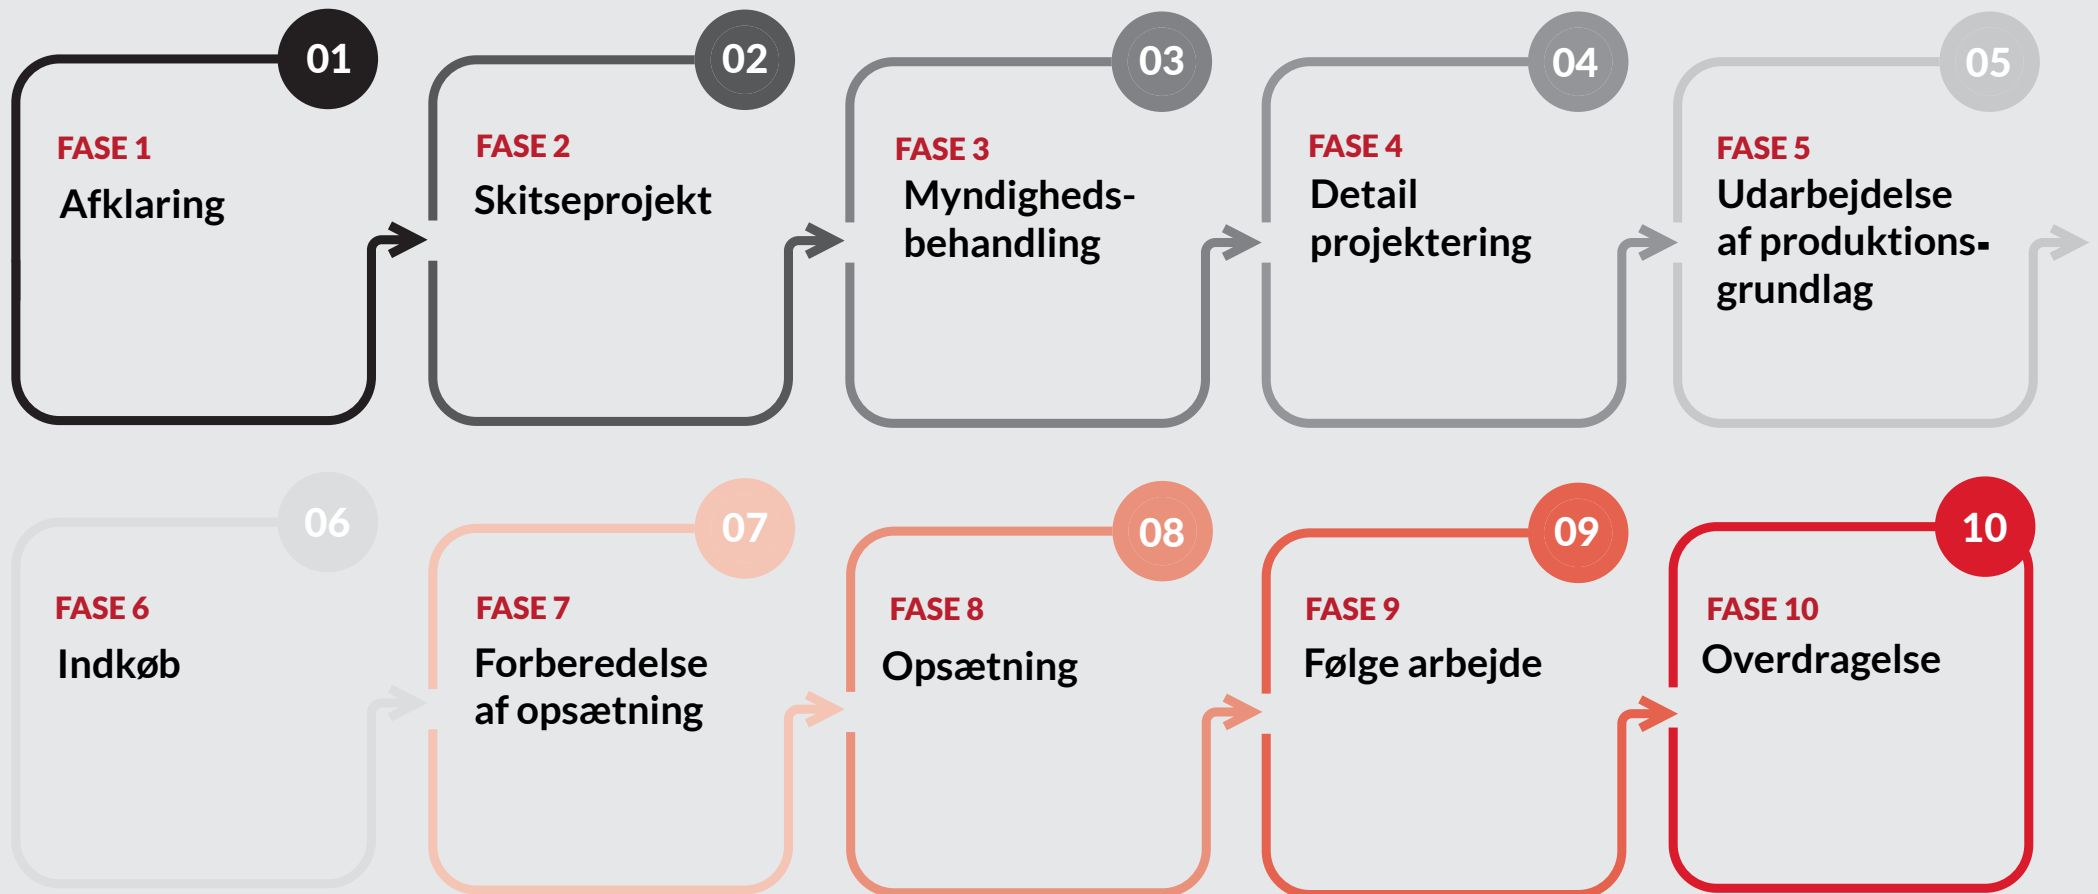 01
FASE 1
Afklaring
02
FASE 2
Skitseprojekt
03
FASE 3
Myndigheds-
behandling
04
FASE 4
Detail
projektering
05
FASE 5
Udarbejdelse
af produktions-
grundlag
06
FASE 6
Indkøb
07
FASE 7
Forberedelse
af opsætning
08
FASE 8
Opsætning
09
FASE 9
Følge arbejde
10
FASE 10
Overdragelse